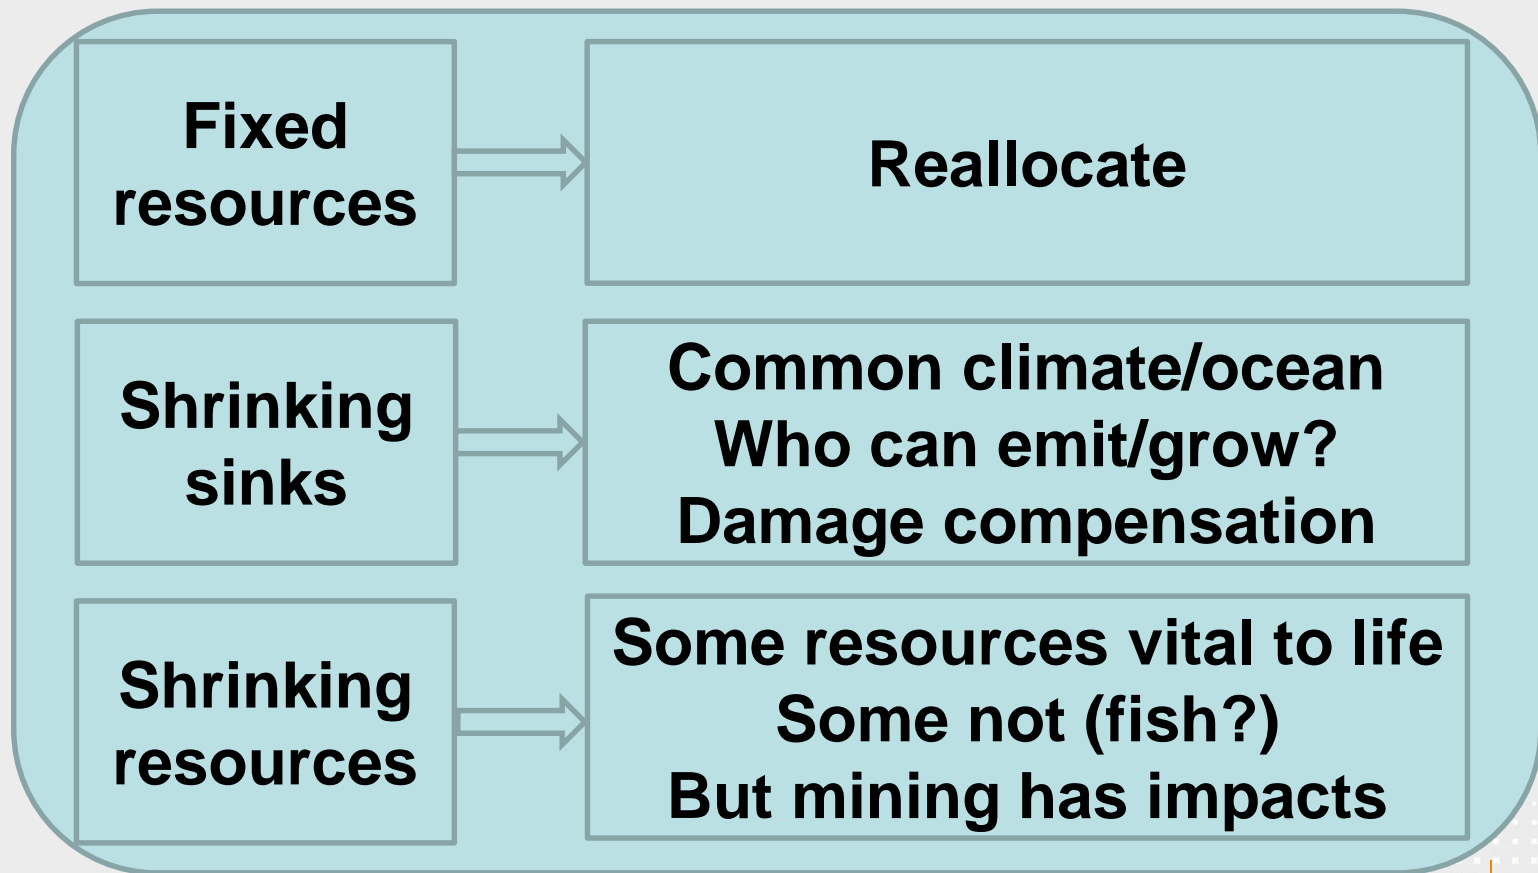 Fixed
resources
Reallocate
Shrinking
sinks
Common climate/ocean
Who can emit/grow?
Damage compensation
Shrinking
resources
Some resources vital to life
Some not (fish?)
But mining has impacts